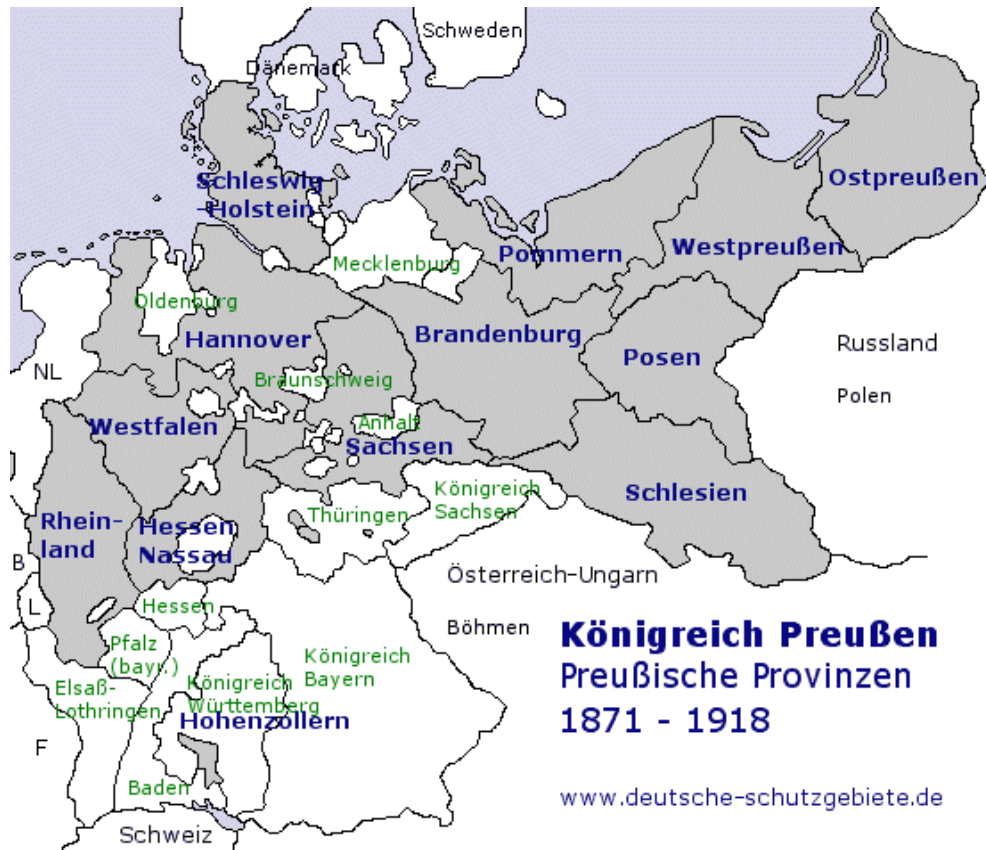 Schweden
Dänemark
Schleswig
-Holstein
Ostpreußen
Westpreußen
Pommern
Mecklenburg
Oldenburg
Hannover
Brandenburg
Posen
Russland
Polen
NL
Braunschweig
Westfalen
Anhalt
Sachsen
Königreich
Sachsen
Schlesien
Thüringen
Rhein-
land
Hessen
Nassau
B
L
Österreich-Ungarn
Böhmen
Hessen
Pfalz
(bayr.)
Königreich
Bayern
Elsaß-
Lothringen
Königreich
Württemberg
Hohenzollern
F
Baden
Schweiz
Königreich Preußen
Preußische Provinzen
1871 - 1918
www.deutsche-schutzgebiete.de